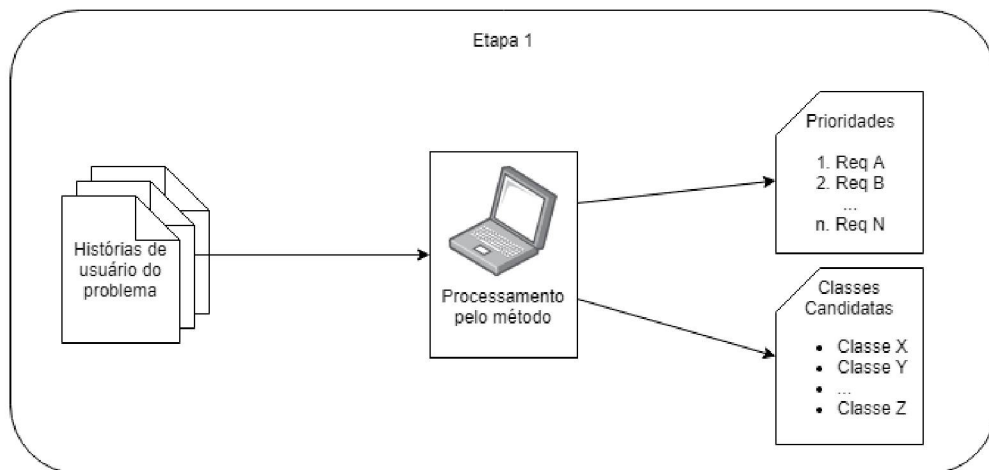 Etapa 1
Histórias de
usuário do
problema
Processamento
pelo método
Prioridades
1. Req A
2. Req B
...
n. Req N
Classes
Candidatas
• Classe X
• Classe Y
• ...
• Classe Z